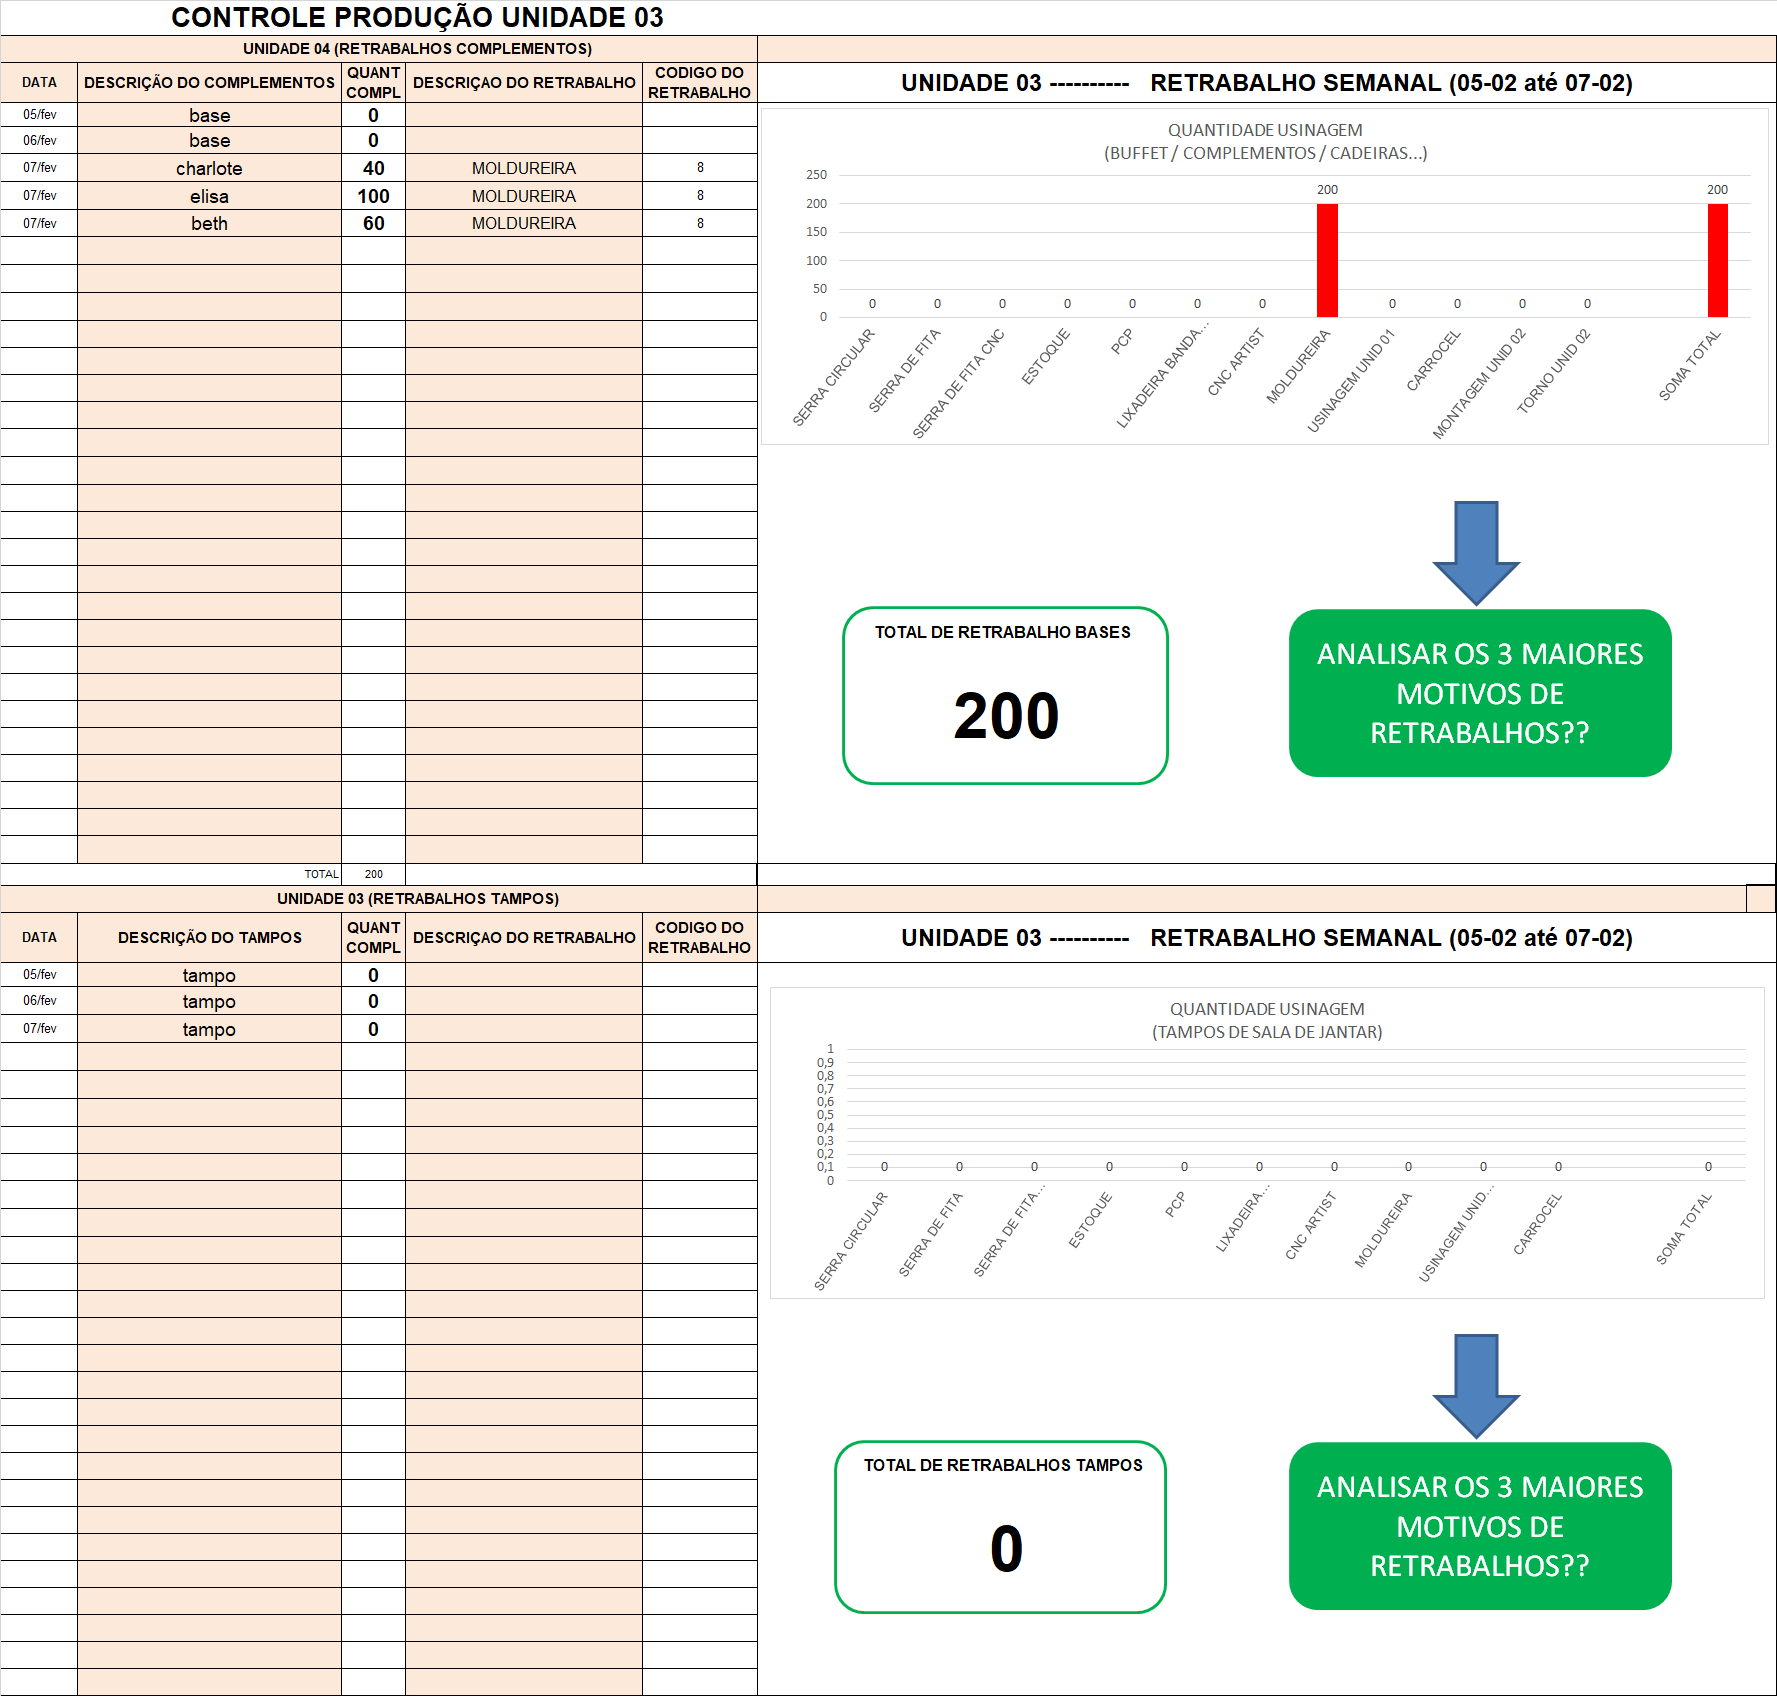 CONTROLE PRODUÇÃO UNIDADE 03
UNIDADE 04 (RETRABALHOS COMPLEMENTOS)
DATA DESCRIÇÃO DO COMPLEMENTOS QUANT COMPL DESCRIÇAO DO RETRABALHO CODIGO DO RETRABALHO
05/fev base 0
06/fev base 0
07/fev charlote 40 MOLDUREIRA 8
07/fev elisa 100 MOLDUREIRA 8
07/fev beth 60 MOLDUREIRA 8
TOTAL 200
UNIDADE 03 ---------- RETRABALHO SEMANAL (05-02 até 07-02)
QUANTIDADE USINAGEM
(BUFFET / COMPLEMENTOS / CADEIRAS...)
250
200
150
100
50
0
0 0 0 0 0 0 0 200 0 0 0 0 200
SERRA CIRCULAR
SERRA DE FITA
SERRA DE FITA CNC
ESTOQUE
PCP
LIXADEIRA BANDA...
CNC ARTIST
MOLDUREIRA
USINAGEM UNID 01
CARROCEL
MONTAGEM UNID 02
TORNO UNID 02
SOMA TOTAL
TOTAL DE RETRABALHO BASES
200
ANALISAR OS 3 MAIORES
MOTIVOS DE
RETRABALHOS??
UNIDADE 03 (RETRABALHOS TAMPOS)
DATA DESCRIÇÃO DO TAMPOS QUANT COMPL DESCRIÇAO DO RETRABALHO CODIGO DO RETRABALHO
05/fev tampo 0
06/fev tampo 0
07/fev tampo 0
UNIDADE 03 ---------- RETRABALHO SEMANAL (05-02 até 07-02)
QUANTIDADE USINAGEM
(TAMPOS DE SALA DE JANTAR)
1
0,9
0,8
0,7
0,6
0,5
0,4
0,3
0,2
0,1
0
0 0 0 0 0 0 0 0 0 0 0
SERRA CIRCULAR
SERRA DE FITA
SERRA DE FITA...
ESTOQUE
PCP
LIXADEIRA...
CNC ARTIST
MOLDUREIRA
USINAGEM UNID...
CARROCEL
SOMA TOTAL
TOTAL DE RETRABALHOS TAMPOS
0
ANALISAR OS 3 MAIORES
MOTIVOS DE
RETRABALHOS??